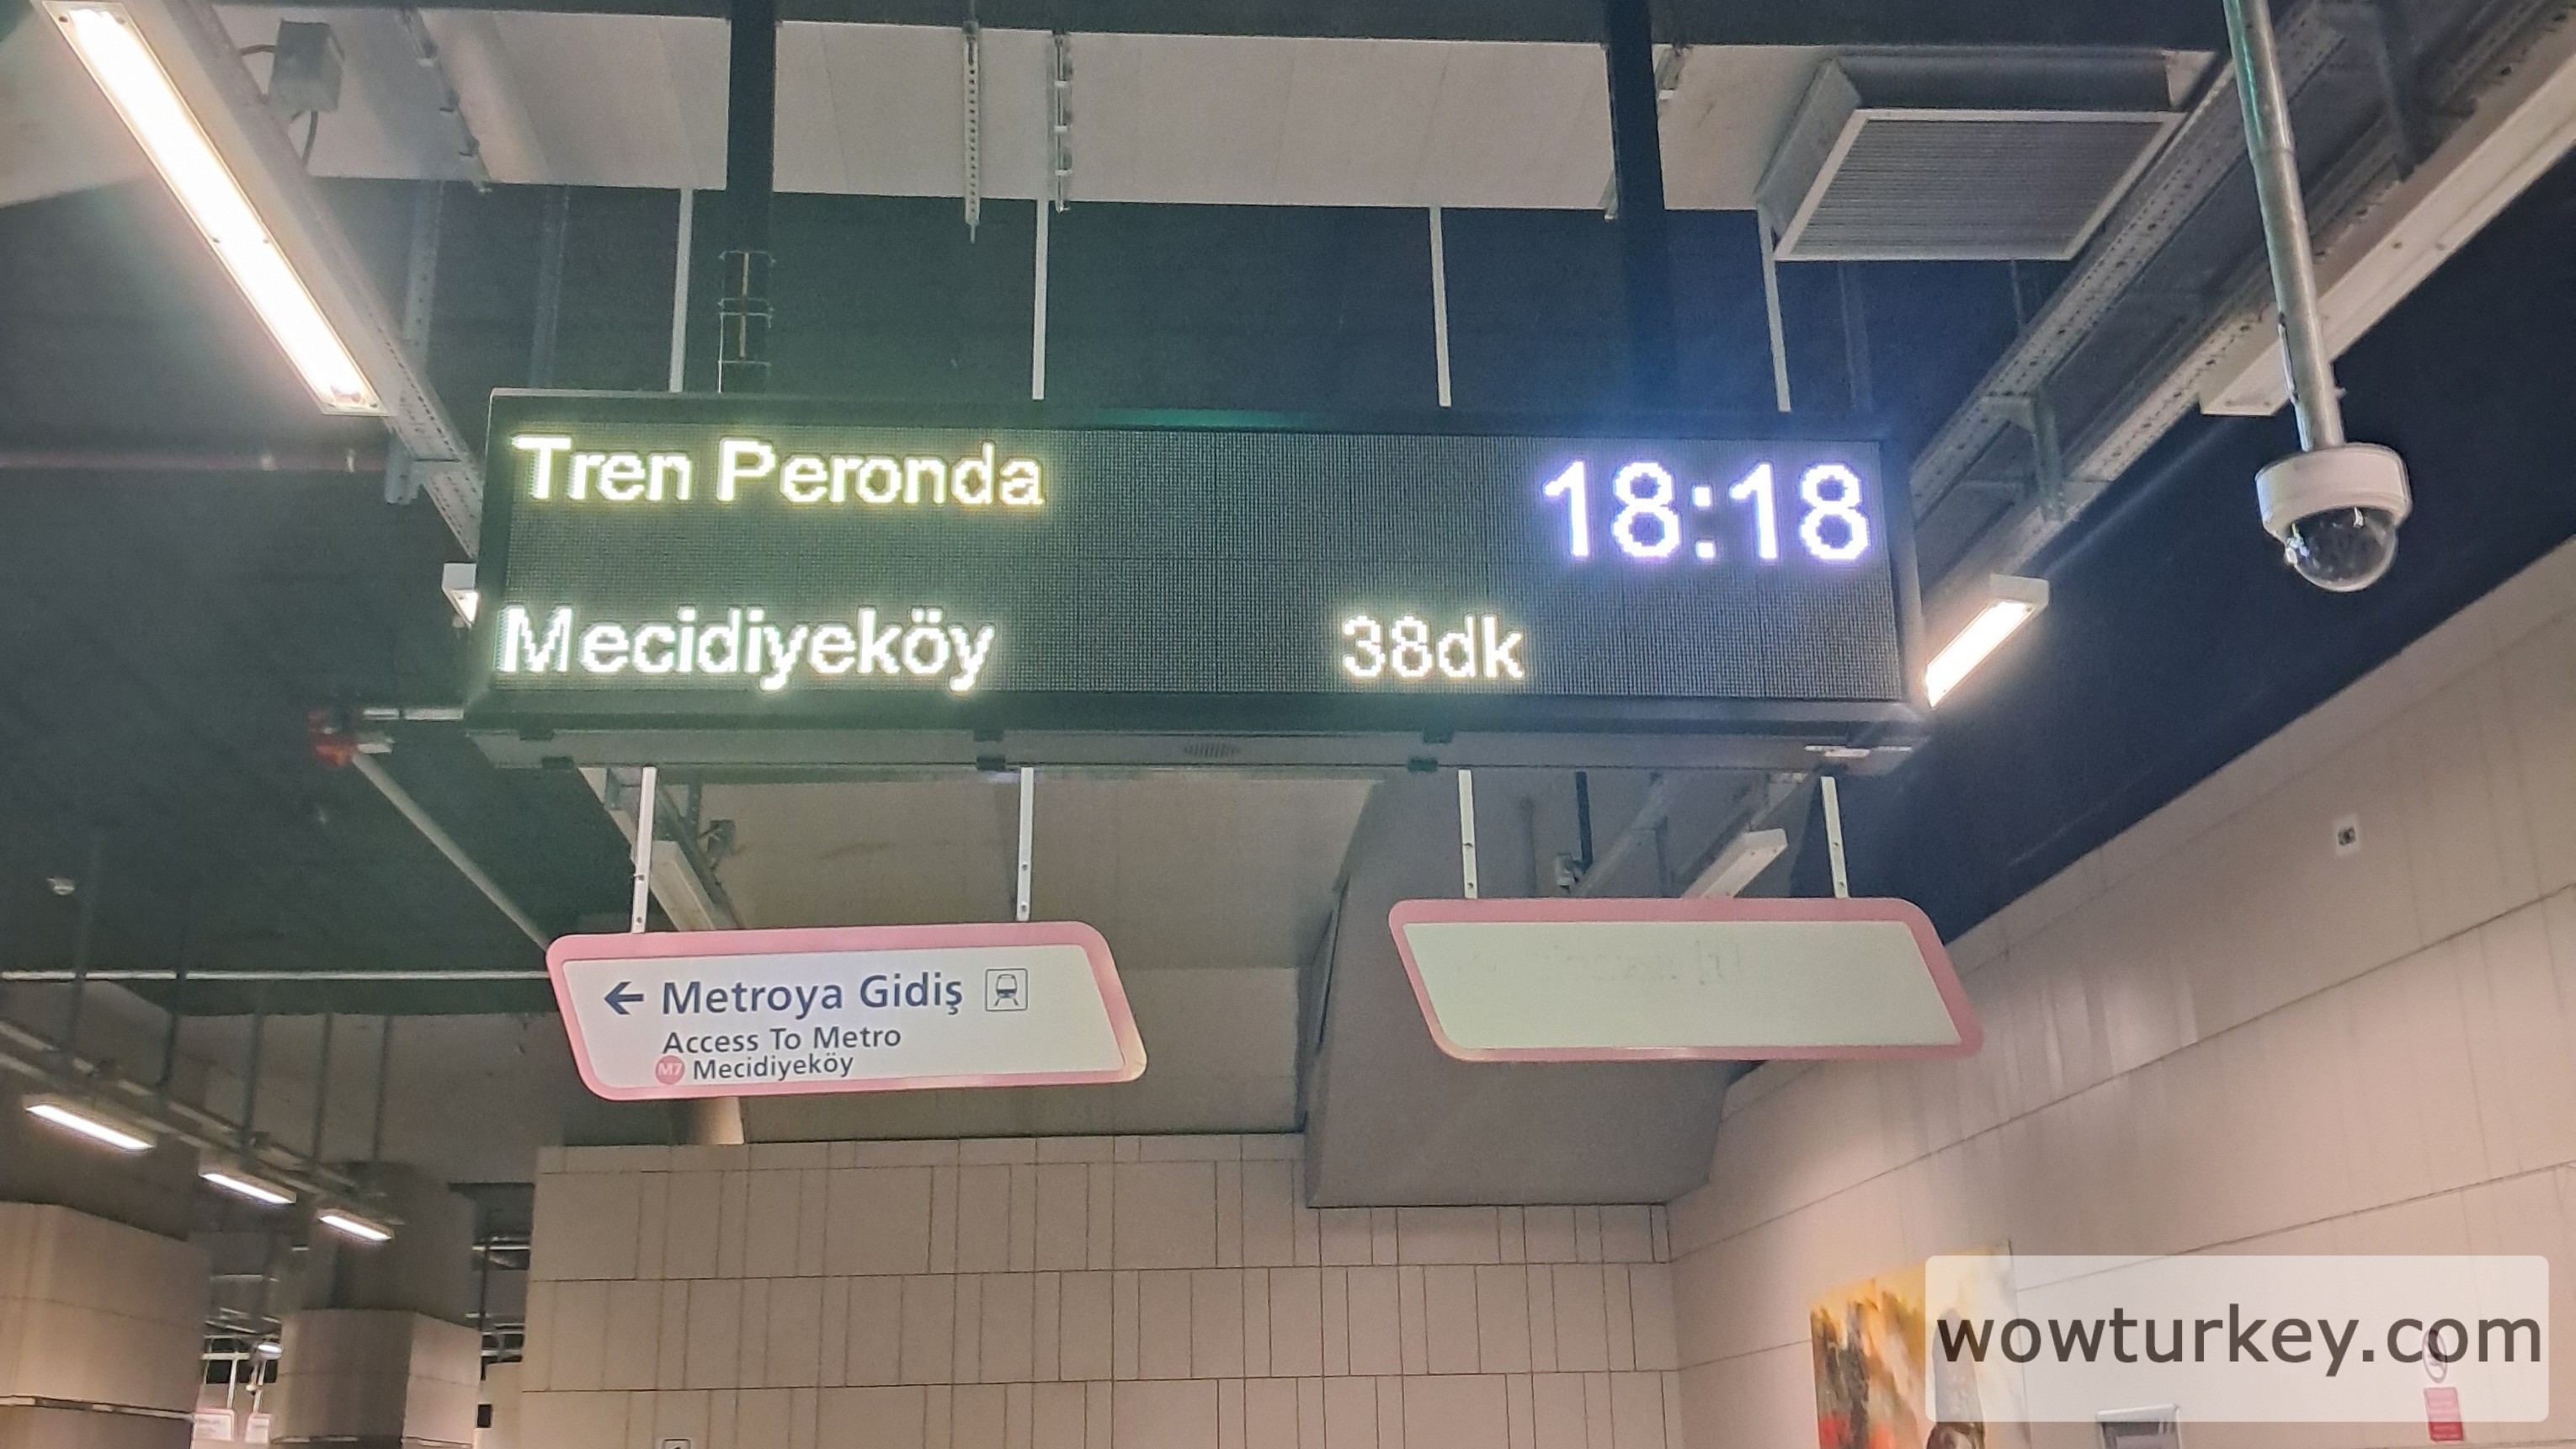 Tren Peronda
18:18
Mecidiyeköy 38dk
← Metroya Gidiş
Access To Metro
M7 Mecidiyeköy
wowturkey.com